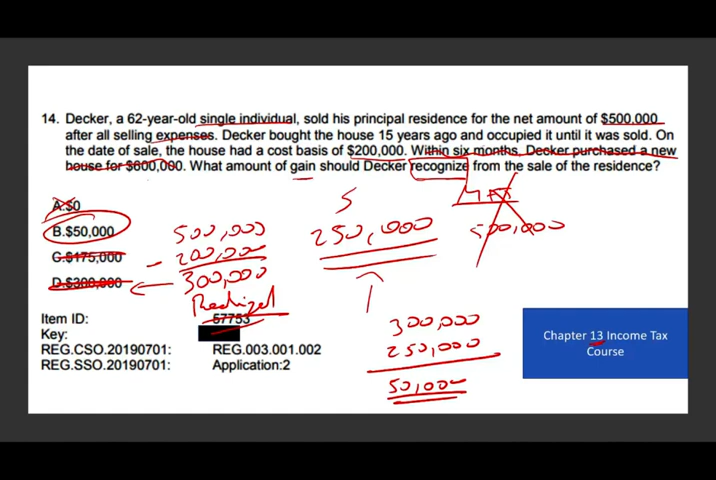 14. Decker, a 62-year-old single individual, sold his principal residence for the net amount of $500,000
after all selling expenses. Decker bought the house 15 years ago and occupied it until it was sold. On
the date of sale, the house had a cost basis of $200,000. Within six months, Decker purchased a new
house for $600,000. What amount of gain should Decker recognize from the sale of the residence?
A.$0
B.$50,000
C.$175,000
D.$300,000
500,000
- 200,000
300,000
Realized
S
250,000
MFJ
500,000
300,000
250,000
50,000
Item ID: 57753
Key:
REG.CSO.20190701: REG.003.001.002
REG.SSO.20190701: Application:2
Chapter 13 Income Tax
Course